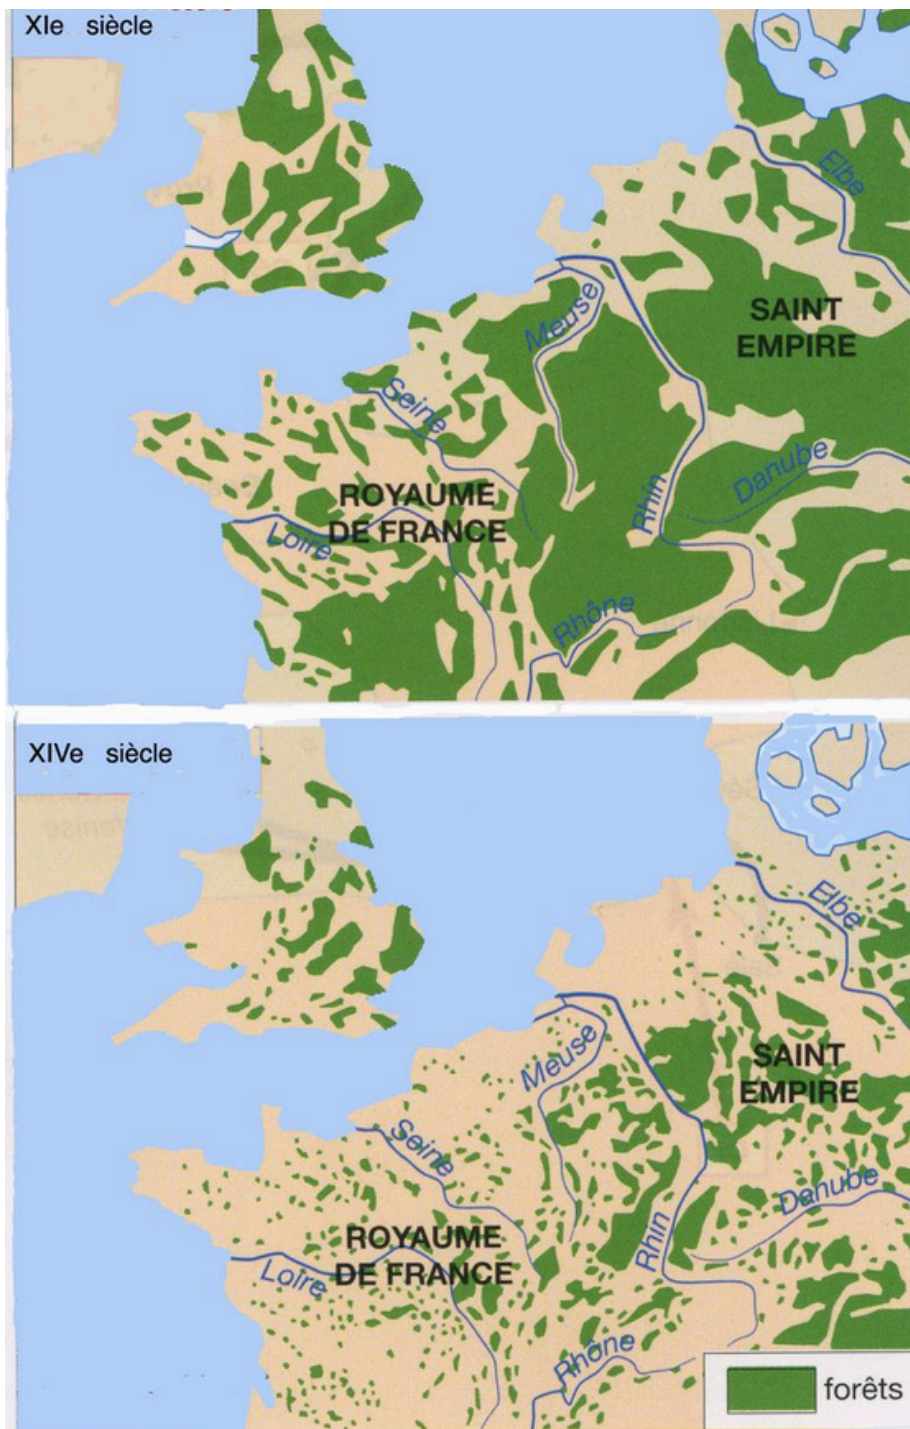 XIe siècle
Elbe
SAINT
EMPIRE
Meuse
Seine
Danube
ROYAUME
DE FRANCE
Rhin
Loire
Rhône
XIVe siècle
Elbe
Meuse
SAINT
EMPIRE
Seine
Danube
ROYAUME
DE FRANCE
Rhin
Loire
Rhône
forêts